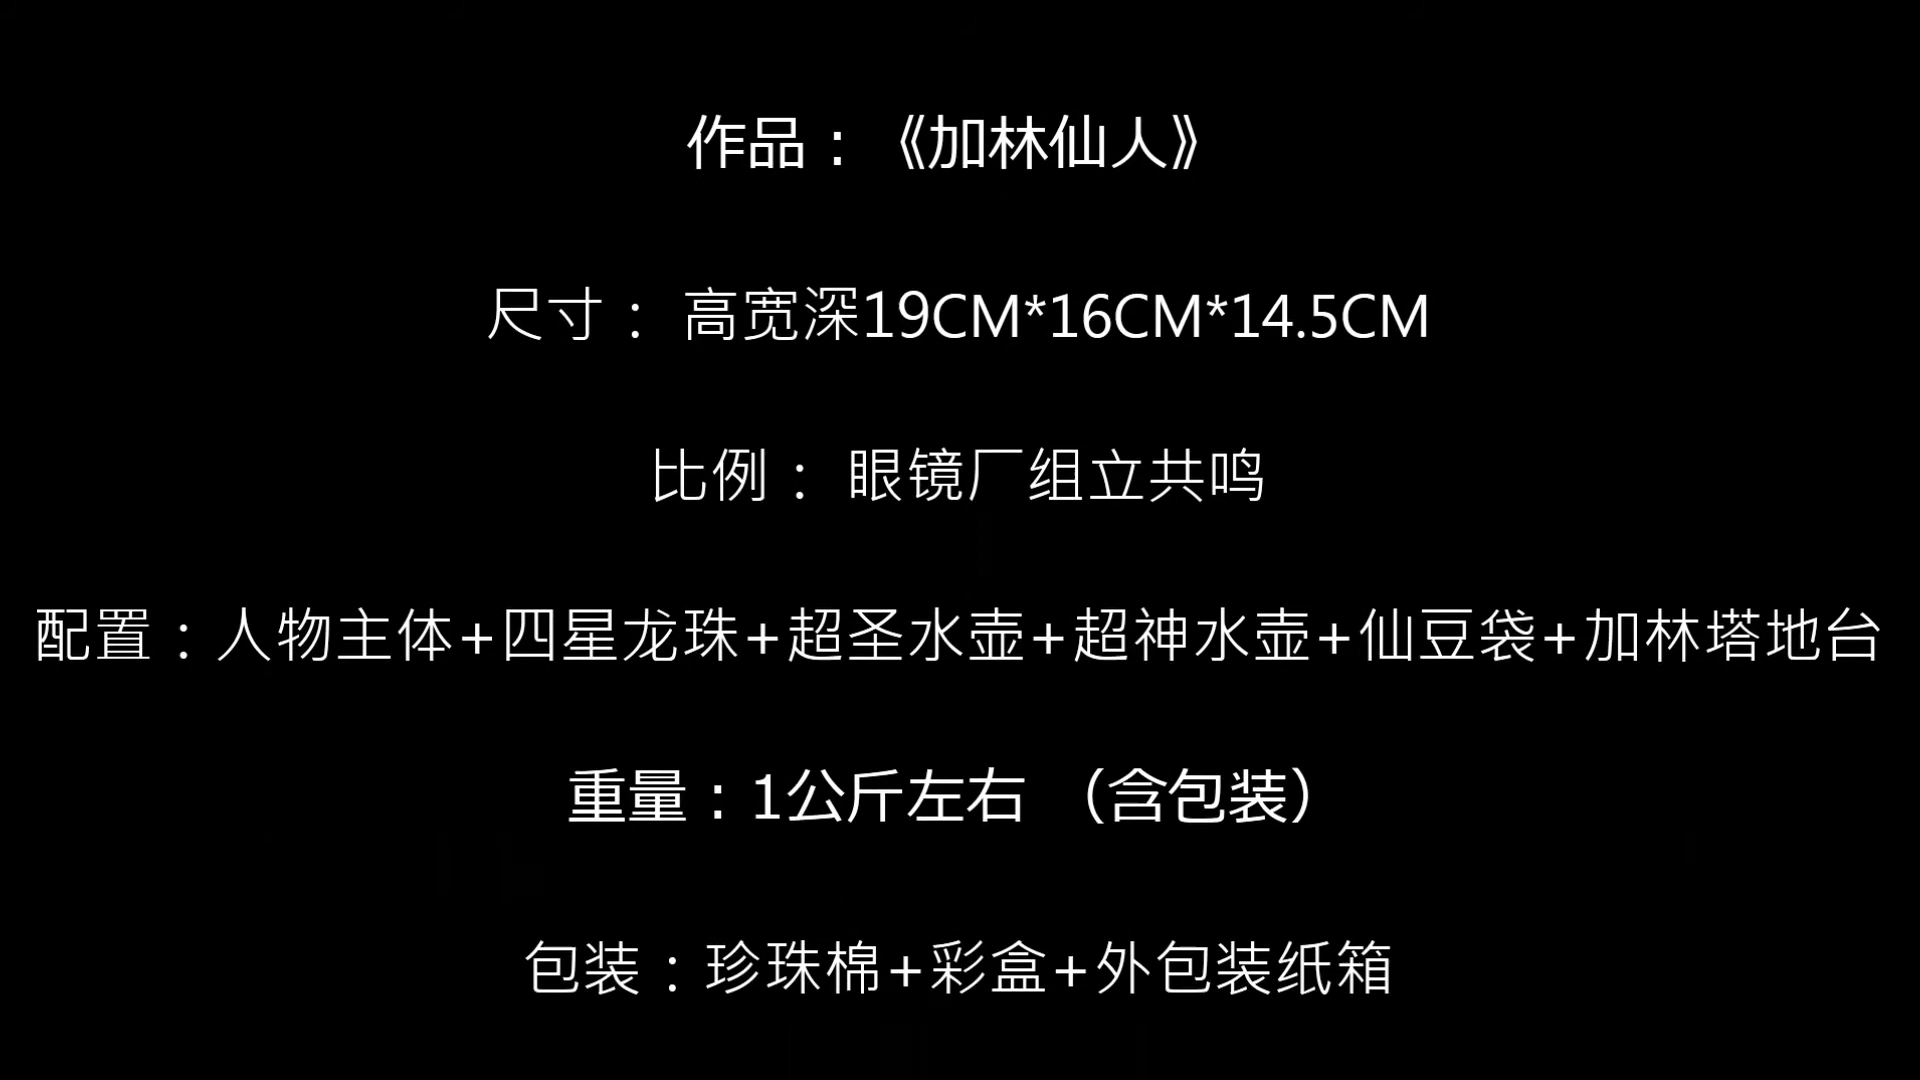 作品：《加林仙人》
尺寸： 高宽深19CM*16CM*14.5CM
比例： 眼镜厂组立共鸣
配置：人物主体+四星龙珠+超圣水壶+超神水壶+仙豆袋+加林塔地台
重量：1公斤左右 （含包装）
包装：珍珠棉+彩盒+外包装纸箱